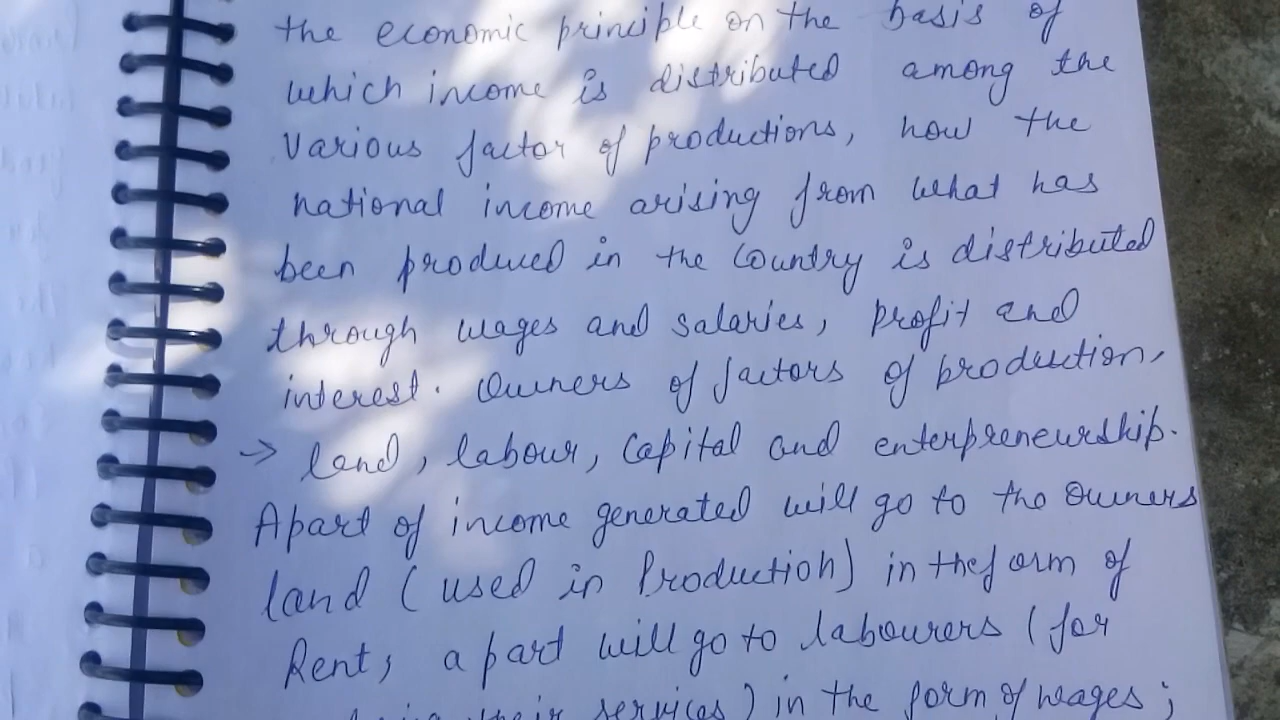 the economic principle on the basis of
which income is distributed among the
various factor of productions, how the
national income arising from what has
been produced in the country is distributed
through wages and salaries, profit and
interest. Owners of factors of production,
→ land, labour, Capital and enterpreneurship.
A part of income generated will go to the owners
land (used in Production) in the form of
Rent, a part will go to labourers (for
their services) in the form of wages;